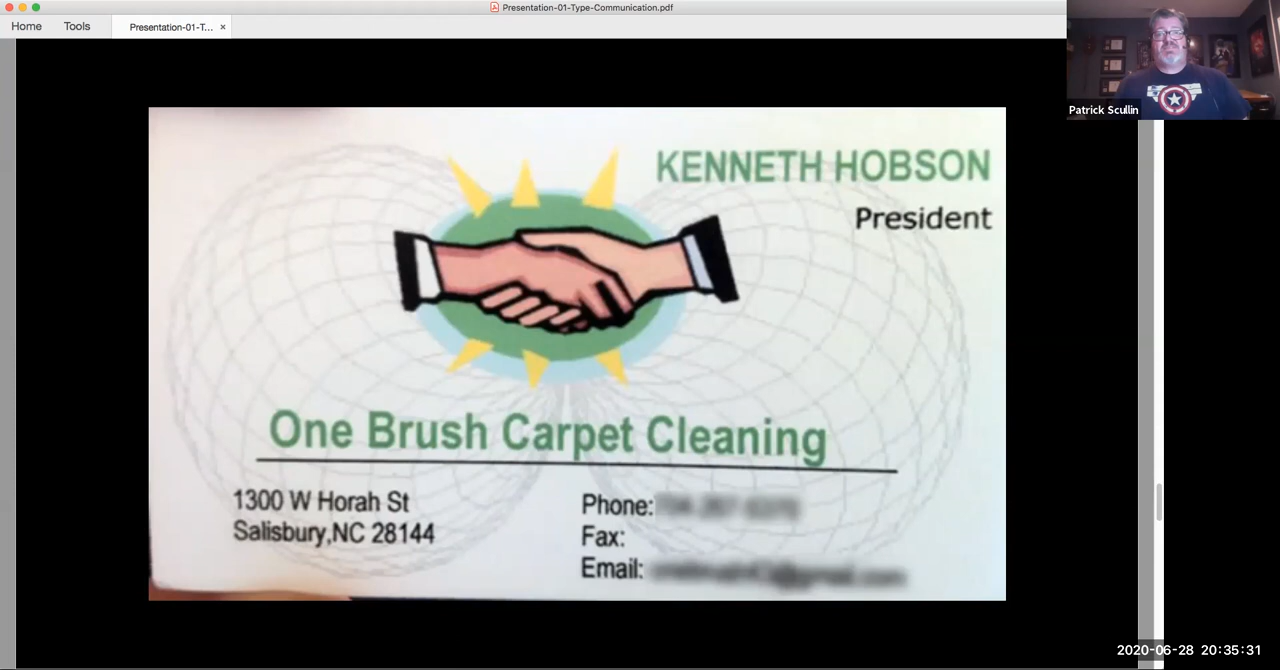 Presentation-01-Type-Communication.pdf
Home
Tools
Presentation-01-T... ×
Patrick Scullin
KENNETH HOBSON
President
One Brush Carpet Cleaning
1300 W Horah St
Salisbury,NC 28144
Phone:
Fax:
Email:
2020-06-28 20:35:31